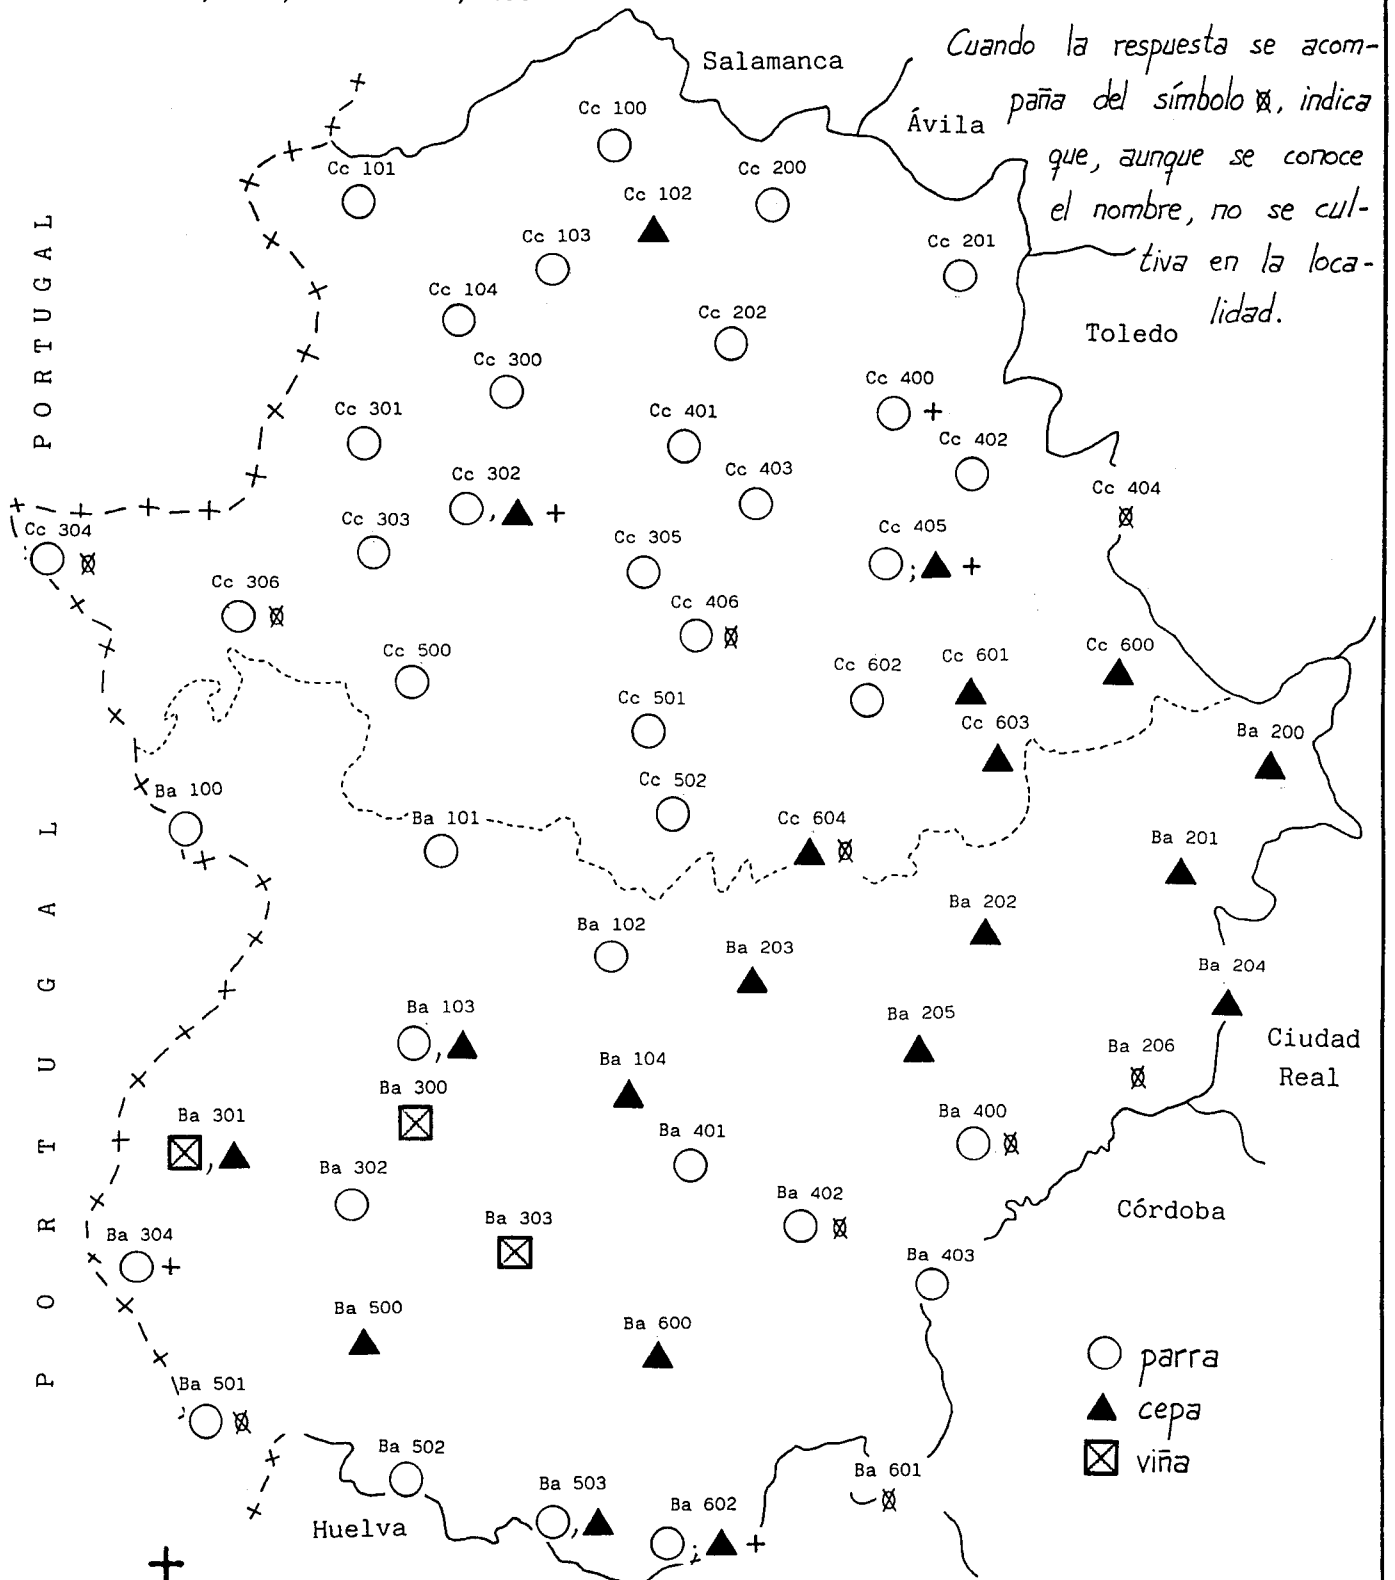 Salamanca
Cuando la respuesta se acom-
paña del símbolo ⊠, indica
que, aunque se conoce
el nombre, no se cul-
tiva en la loca-
lidad.
Ávila
Cc 100
Cc 101
Cc 200
Cc 102
Cc 103
Cc 201
Cc 104
Cc 202
Toledo
Cc 300
Cc 400
+
Cc 301
Cc 401
Cc 402
Cc 302
, +
Cc 403
Cc 404
Cc 303
Cc 304
Cc 305
Cc 405
; +
Cc 306
Cc 406
Cc 500
Cc 602
Cc 601
Cc 600
Cc 501
Cc 603
Ba 200
Cc 502
Ba 100
Ba 101
Cc 604
Ba 201
Ba 102
Ba 202
Ba 203
Ba 204
Ba 103
,
Ba 205
Ciudad
Real
Ba 104
Ba 206
Ba 300
Ba 301
,
Ba 400
Ba 401
Ba 302
Ba 402
Córdoba
Ba 303
Ba 304
+
Ba 403
Ba 500
Ba 600
parra
cepa
viña
Ba 501
Ba 502
Ba 503
,
Ba 602
; +
Ba 601
Huelva
+
PORTUGAL
PORTUGAL